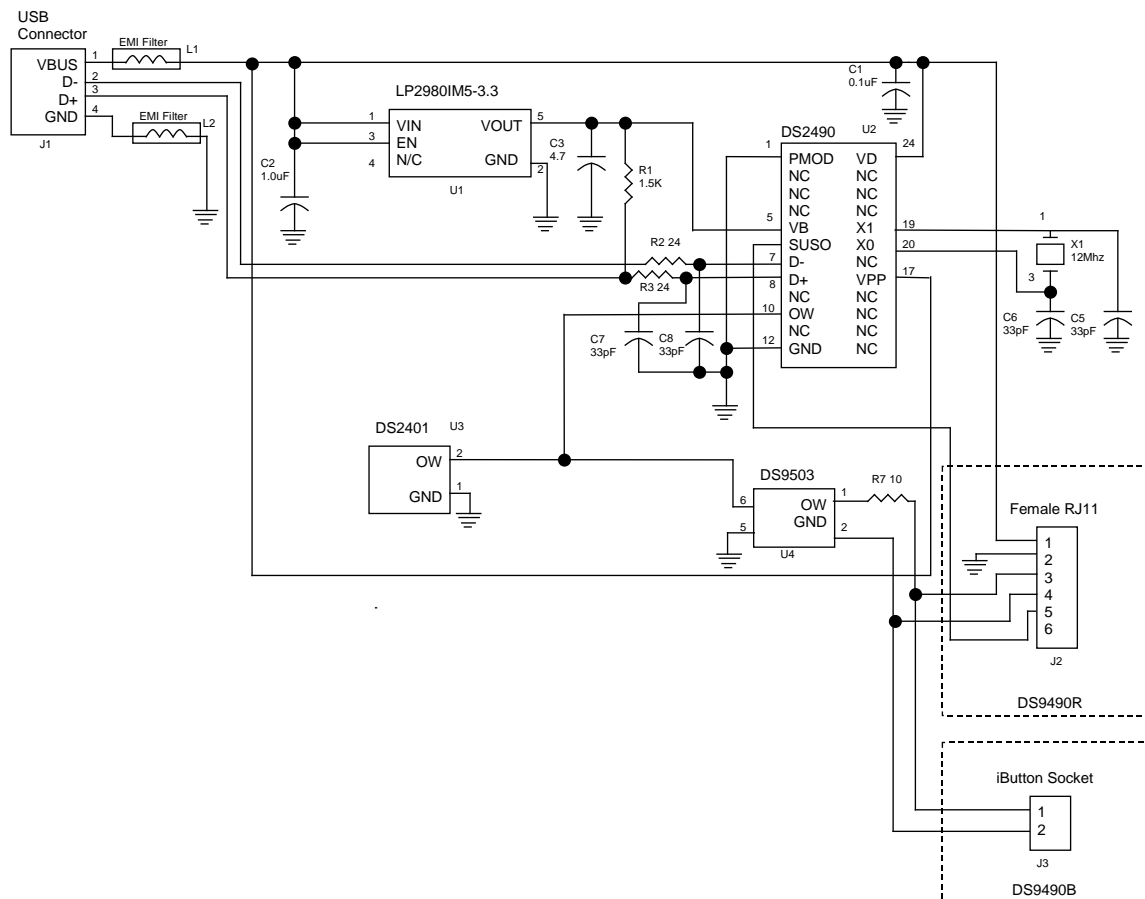 USB
Connector
VBUS
D-
D+
GND
1
2
3
4
J1
EMI Filter
L1
EMI Filter
L2
LP2980IM5-3.3
1
3
4
VIN
EN
N/C
VOUT
GND
5
2
U1
C2
1.0uF
C3
4.7
R1
1.5K
C1
0.1uF
DS2490
U2
1
5
7
8
10
12
PMOD
NC
NC
NC
VB
SUSO
D-
D+
NC
OW
NC
GND
VD
NC
NC
NC
X1
X0
NC
VPP
NC
NC
NC
NC
24
19
20
17
R2 24
R3 24
C7
33pF
C8
33pF
1
X1
12Mhz
3
C6
33pF
C5
33pF
DS2401
U3
OW
GND
2
1
DS9503
6
5
OW
GND
1
2
U4
R7 10
Female RJ11
1
2
3
4
5
6
J2
DS9490R
iButton Socket
1
2
J3
DS9490B